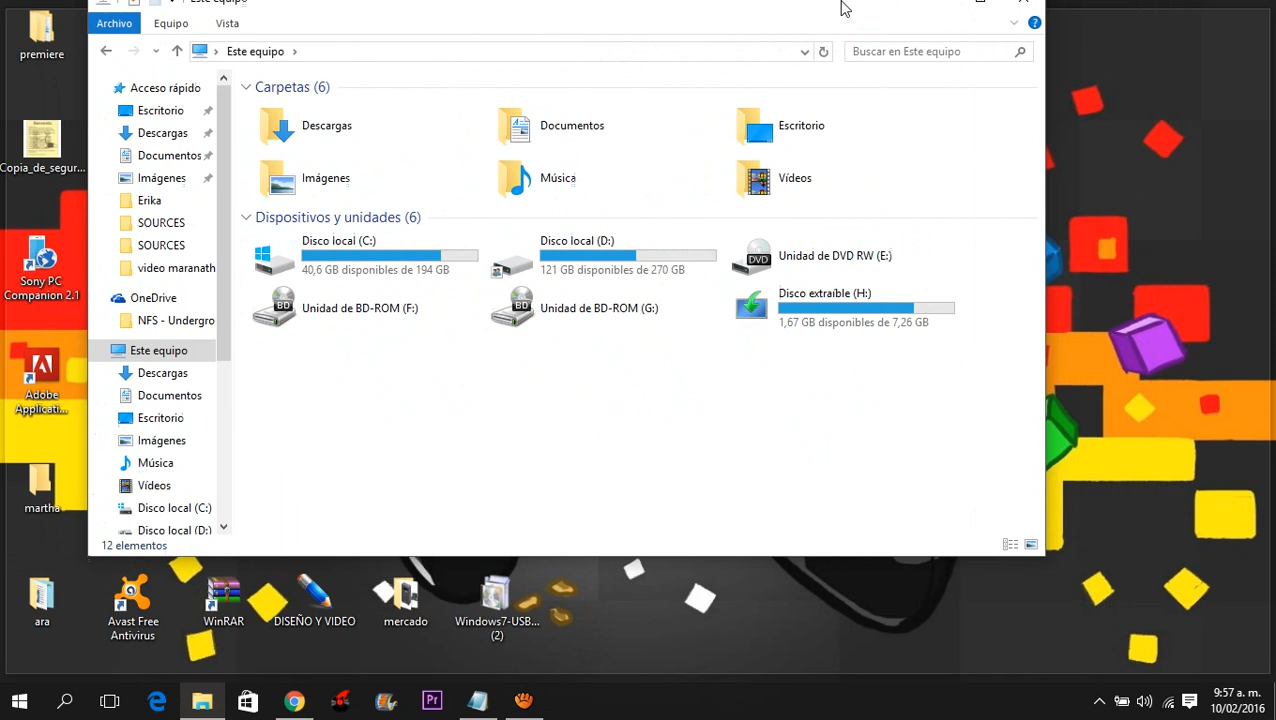 Este equipo
Archivo
Equipo
Vista
Este equipo
Buscar en Este equipo
Acceso rápido
Escritorio
Descargas
Documentos
Imágenes
Erika
SOURCES
SOURCES
video maranath
OneDrive
NFS - Undergro
Este equipo
Descargas
Documentos
Escritorio
Imágenes
Música
Vídeos
Disco local (C:)
Disco local (D:)
Carpetas (6)
Descargas
Documentos
Escritorio
Imágenes
Música
Vídeos
Dispositivos y unidades (6)
Disco local (C:)
40,6 GB disponibles de 194 GB
Disco local (D:)
121 GB disponibles de 270 GB
DVD
Unidad de DVD RW (E:)
BD
Unidad de BD-ROM (F:)
BD
Unidad de BD-ROM (G:)
Disco extraíble (H:)
1,67 GB disponibles de 7,26 GB
12 elementos
premiere
Copia_de_segur...
Sony PC
Companion 2.1
Adobe
Applicati...
martha
ara
Avast Free
Antivirus
WinRAR
DISEÑO Y VIDEO
mercado
Windows7-USB...
(2)
Pr
9:57 a. m.
10/02/2016